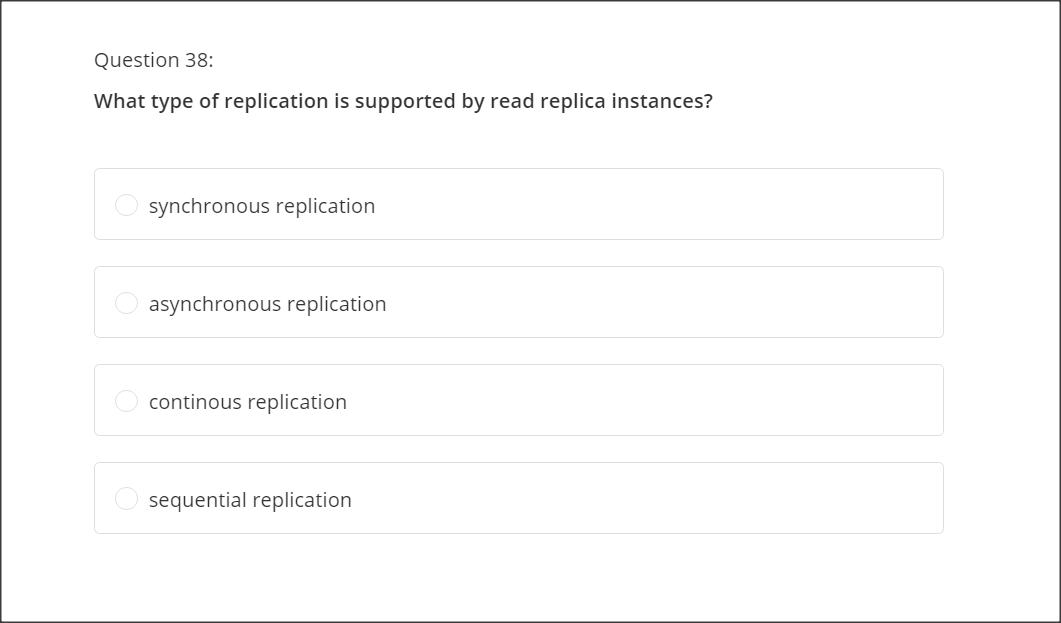 Question 38:
What type of replication is supported by read replica instances?
synchronous replication
asynchronous replication
continous replication
sequential replication